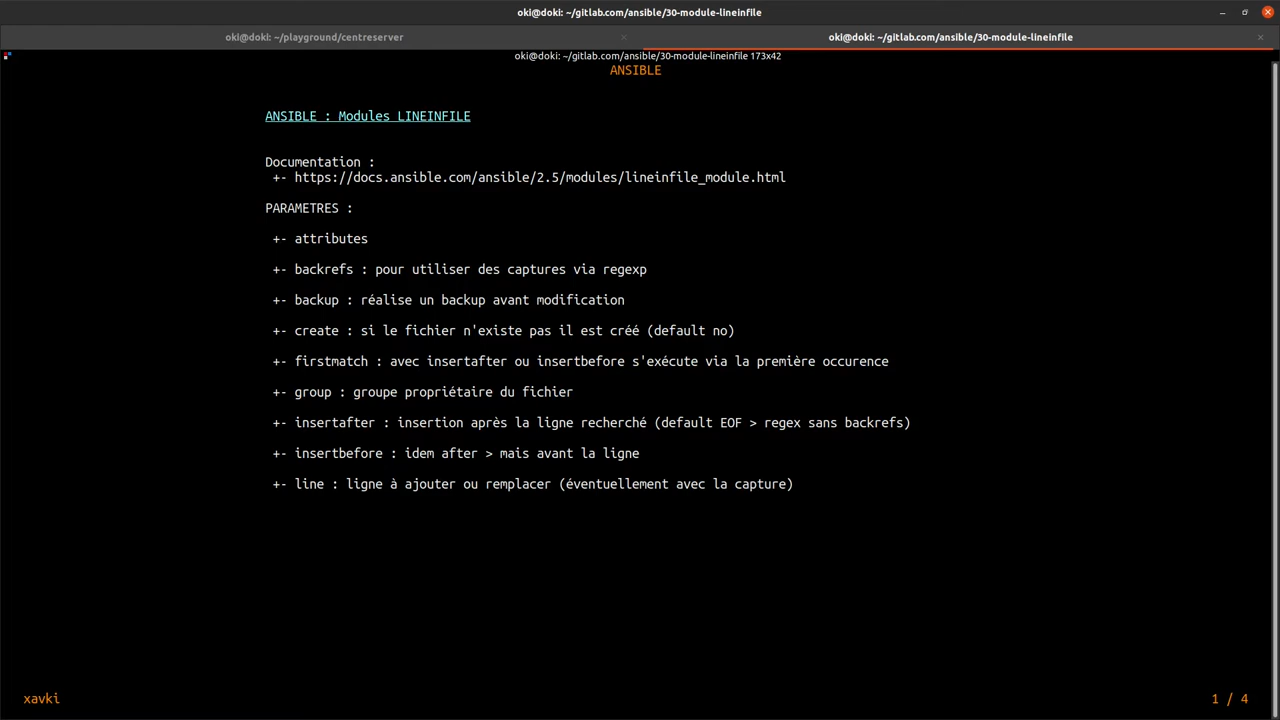 oki@doki: ~/gitlab.com/ansible/30-module-lineinfile
oki@doki: ~/playground/centreserver
oki@doki: ~/gitlab.com/ansible/30-module-lineinfile
oki@doki: ~/gitlab.com/ansible/30-module-lineinfile 173x42
ANSIBLE
ANSIBLE : Modules LINEINFILE
Documentation :
+- https://docs.ansible.com/ansible/2.5/modules/lineinfile_module.html
PARAMETRES :
+- attributes
+- backrefs : pour utiliser des captures via regexp
+- backup : réalise un backup avant modification
+- create : si le fichier n'existe pas il est créé (default no)
+- firstmatch : avec insertafter ou insertbefore s'exécute via la première occurence
+- group : groupe propriétaire du fichier
+- insertafter : insertion après la ligne recherché (default EOF > regex sans backrefs)
+- insertbefore : idem after > mais avant la ligne
+- line : ligne à ajouter ou remplacer (éventuellement avec la capture)
xavki
1 / 4